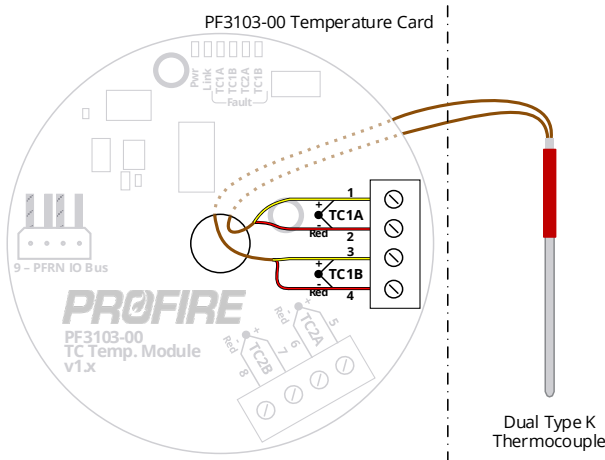 PF3103-00 Temperature Card
Pwr
Link
TC1A
TC1B
TC2A
TC1B
Fault
1
+
TC1A
-
Red
2
3
+
TC1B
-
Red
4
9 – PFRN IO Bus
PROFIRE
PF3103-00
TC Temp. Module
v1.x
+
TC2A
-
Red
5
6
+
TC2B
-
Red
7
8
Dual Type K
Thermocouple